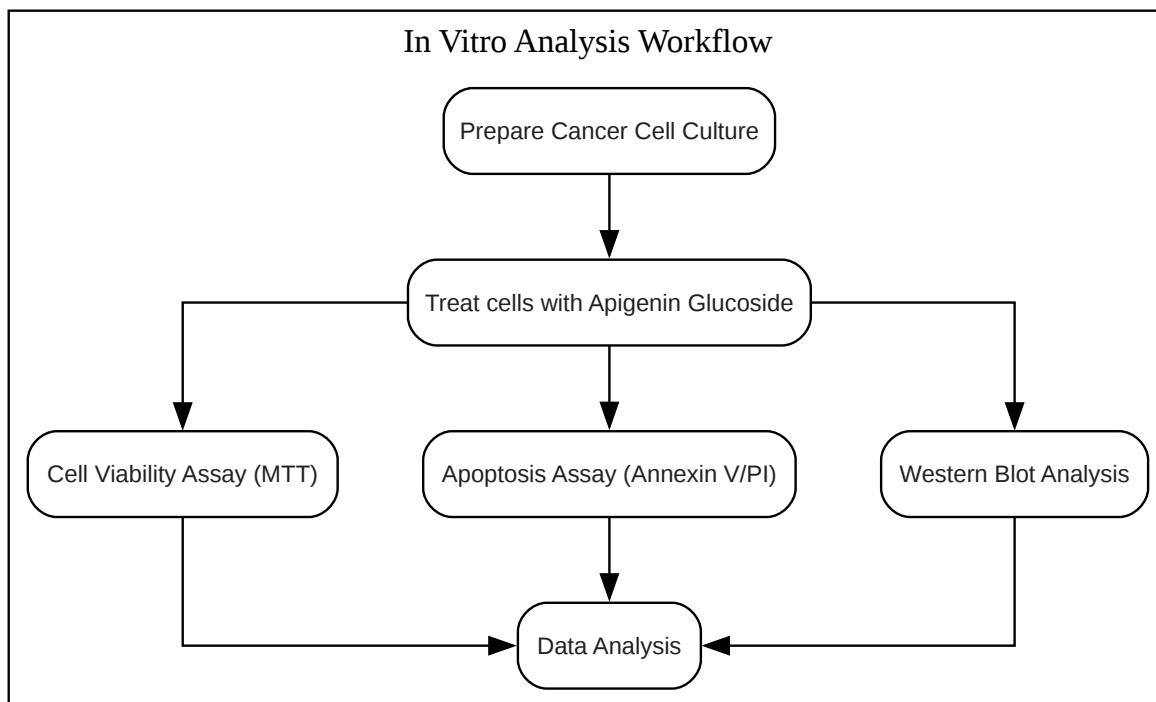 In Vitro Analysis Workflow
Prepare Cancer Cell Culture
Treat cells with Apigenin Glucoside
Cell Viability Assay (MTT)
Apoptosis Assay (Annexin V/PI)
Western Blot Analysis
Data Analysis